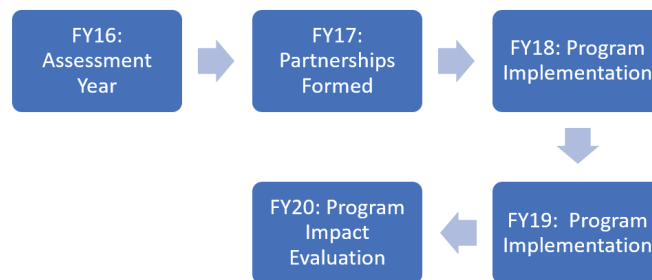 FY16:
Assessment
Year
FY17:
Partnerships
Formed
FY18: Program
Implementation
FY19:  Program
Implementation
FY20: Program
Impact
Evaluation